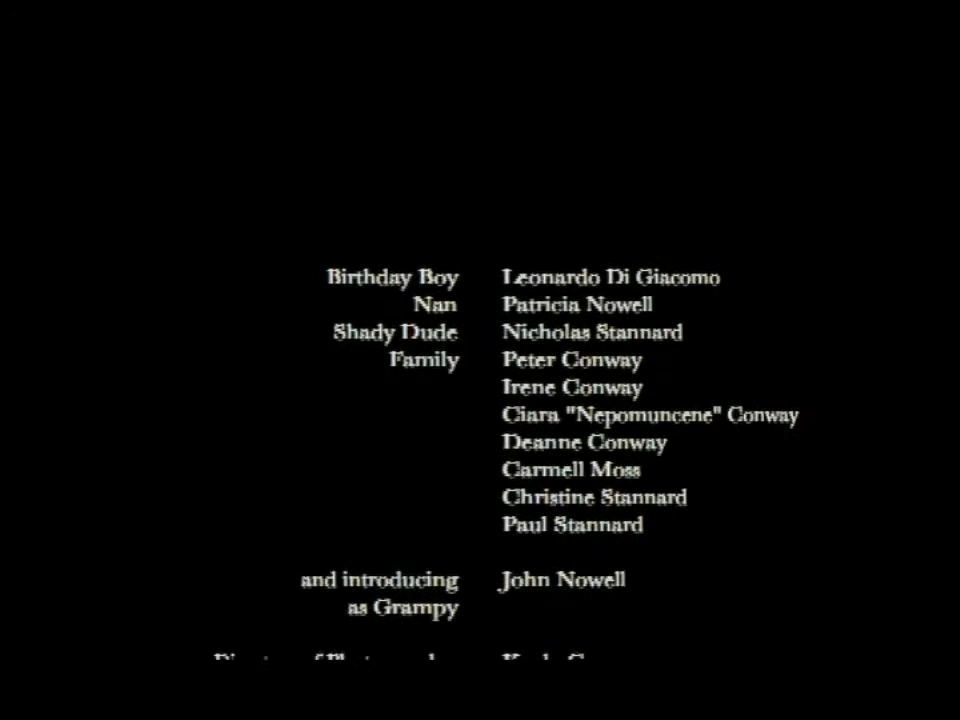 Birthday Boy Leonardo Di Giacomo
Nan Patricia Nowell
Shady Dude Nicholas Stannard
Family Peter Conway
Irene Conway
Ciara "Nepomuncene" Conway
Deanne Conway
Carmell Moss
Christine Stannard
Paul Stannard
and introducing John Nowell
as Grampy